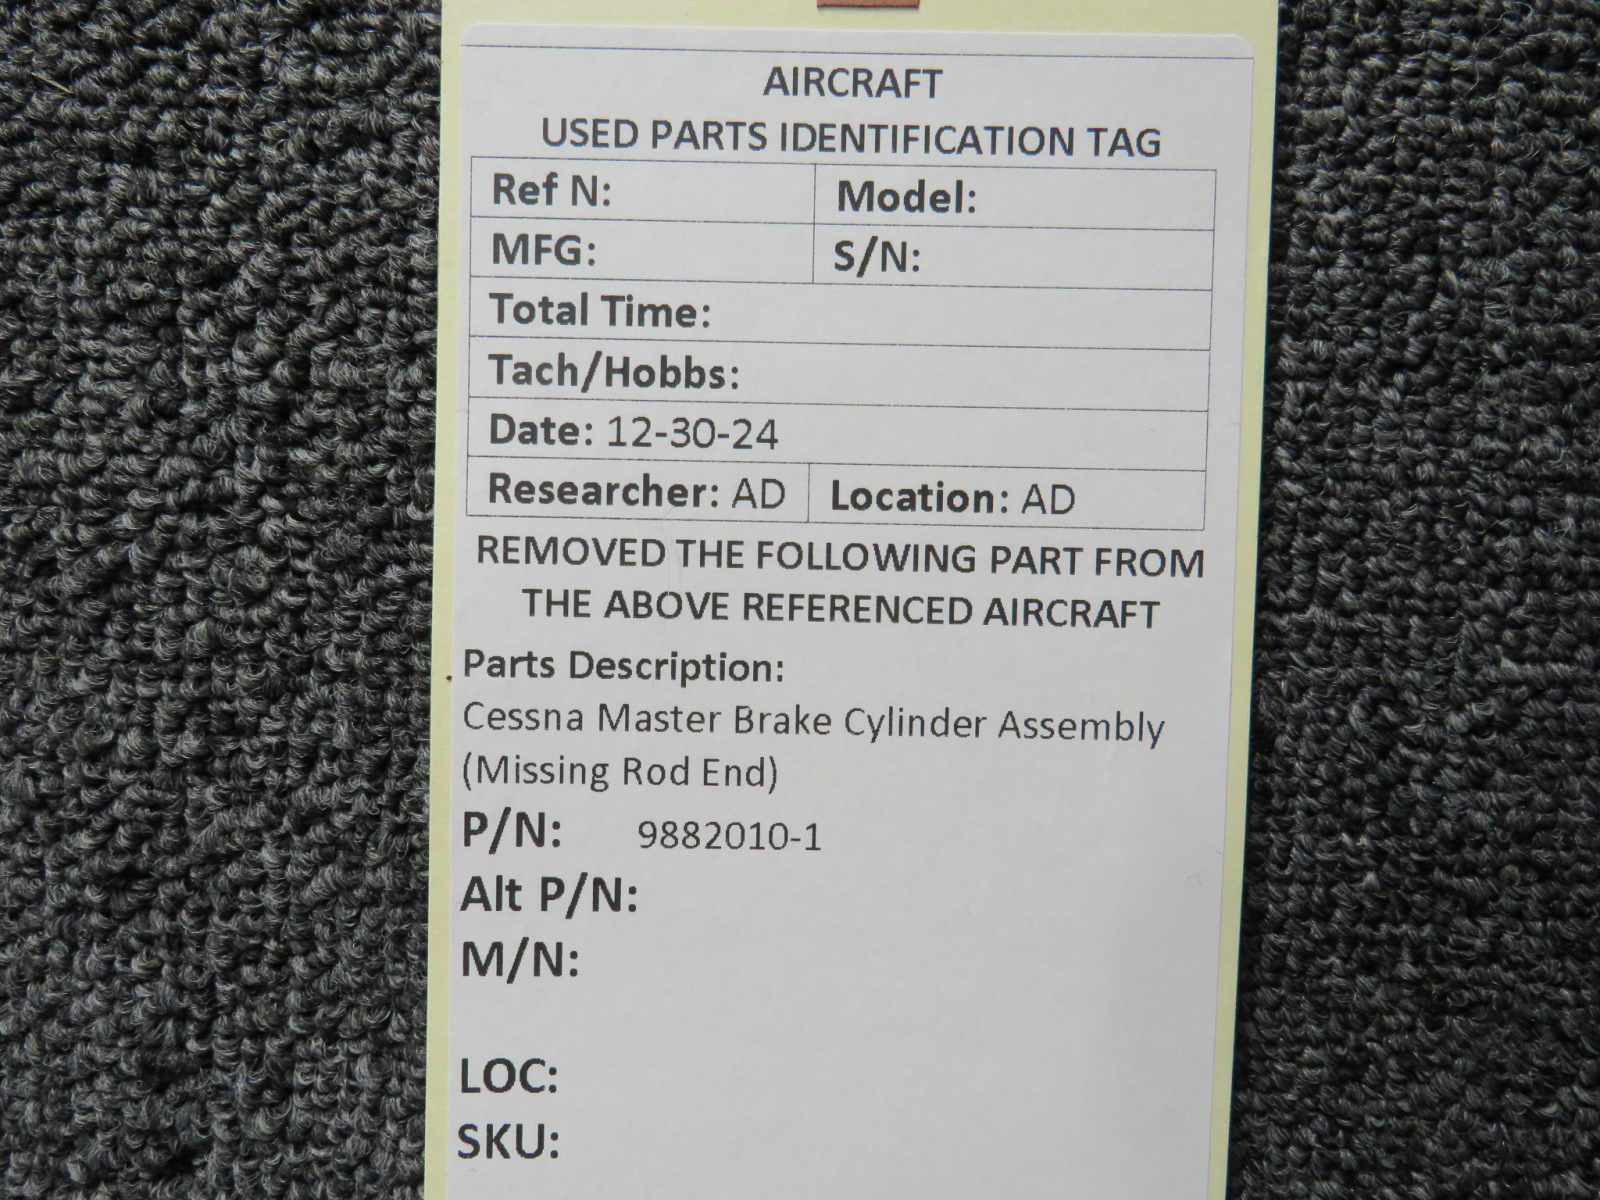 AIRCRAFT
USED PARTS IDENTIFICATION TAG
Ref N: Model:
MFG: S/N:
Total Time:
Tach/Hobbs:
Date: 12-30-24
Researcher: AD Location: AD
REMOVED THE FOLLOWING PART FROM
THE ABOVE REFERENCED AIRCRAFT
Parts Description:
Cessna Master Brake Cylinder Assembly
(Missing Rod End)
P/N: 9882010-1
Alt P/N:
M/N:
LOC:
SKU: